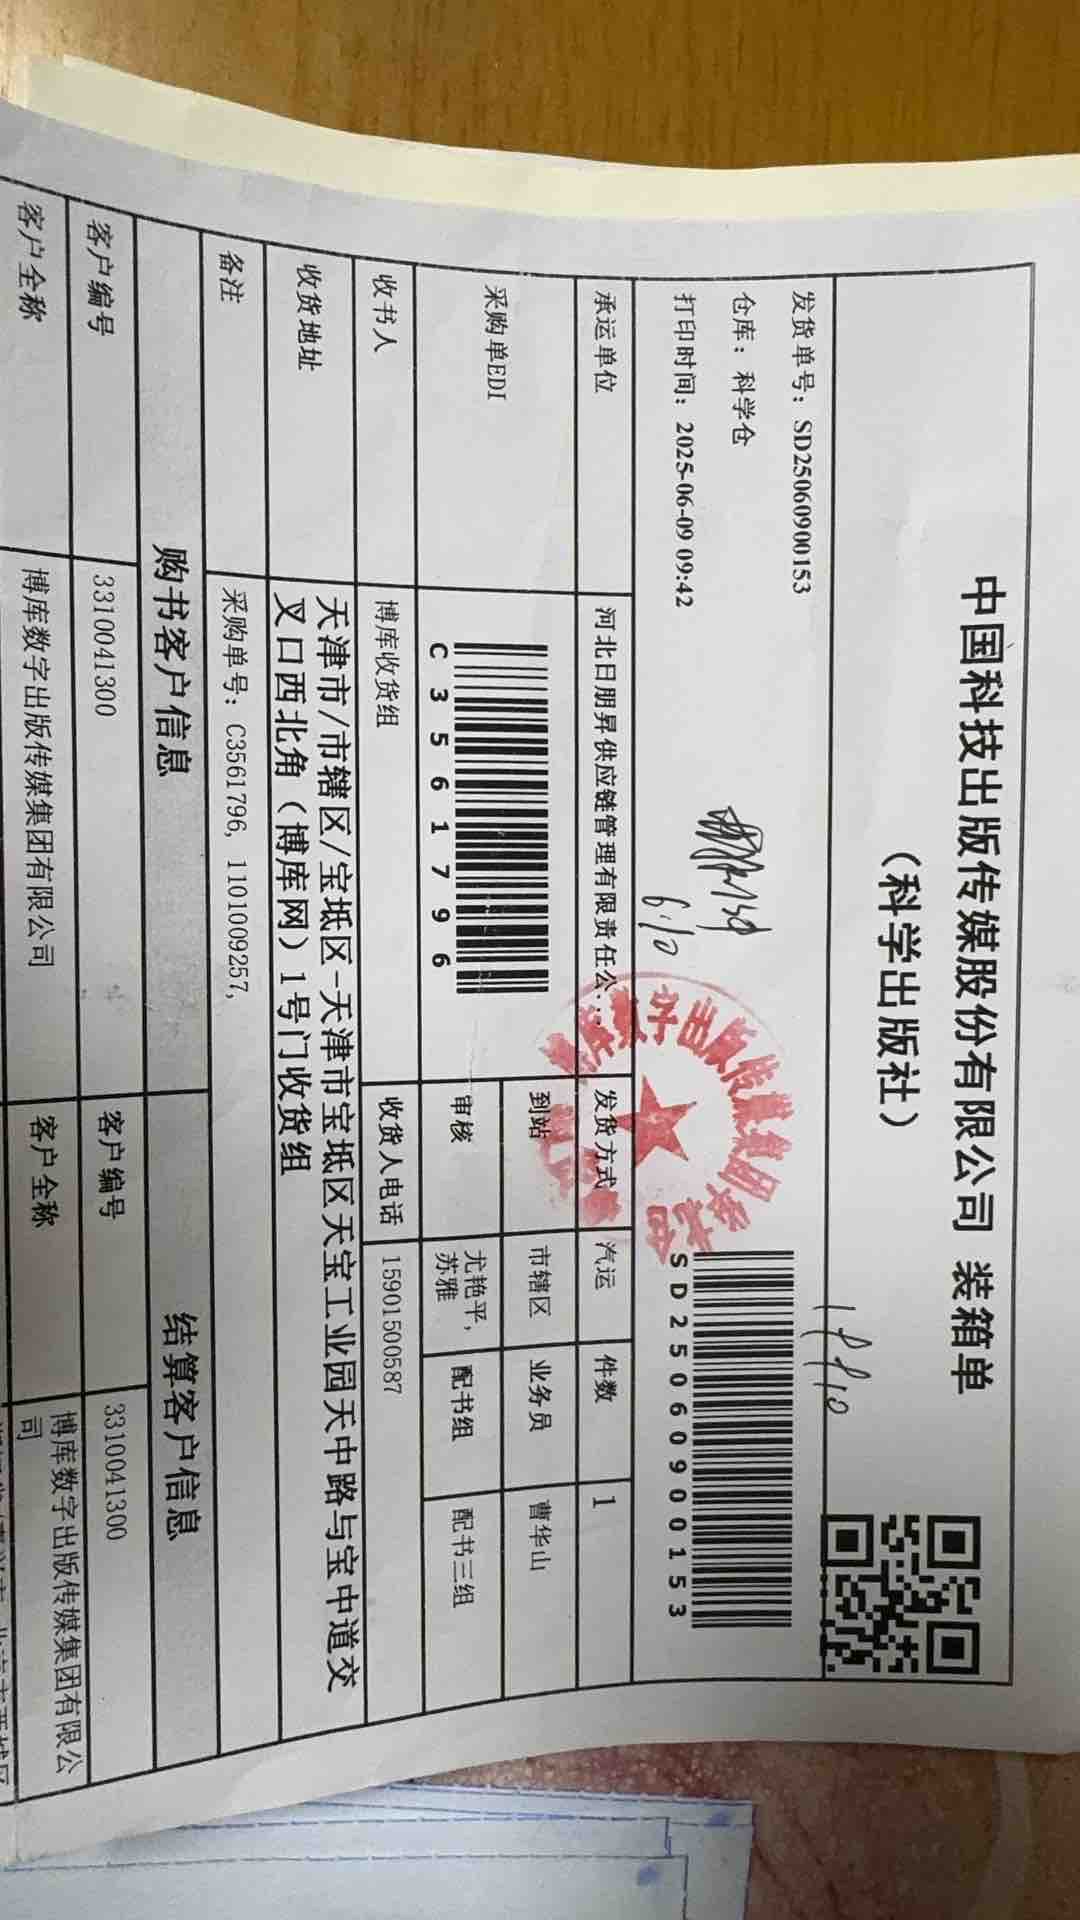 中国科技出版传媒股份有限公司 装箱单
（科学出版社）
发货单号：SD25060900153
仓库：科学仓
打印时间：2025-06-09 09:42
6.10
SD25060900153
承运单位： 河北日朋昇供应链管理有限责任公... 发货方式 汽运 件数 1
采购单EDI C3561796 到站 市辖区 业务员 曹华山
审核 尤艳平,苏雅 配书组 配书三组
收书人 博库收货组 收货人电话 15901500587
收货地址 天津市/市辖区/宝坻区-天津市宝坻区天宝工业园天中路与宝中道交
叉口西北角（博库网）1号门收货组
备注 采购单号：C3561796, 1101009257,
购书客户信息 结算客户信息
客户编号 3310041300 客户编号 3310041300
客户全称 博库数字出版传媒集团有限公司 客户全称 博库数字出版传媒集团有限公
司